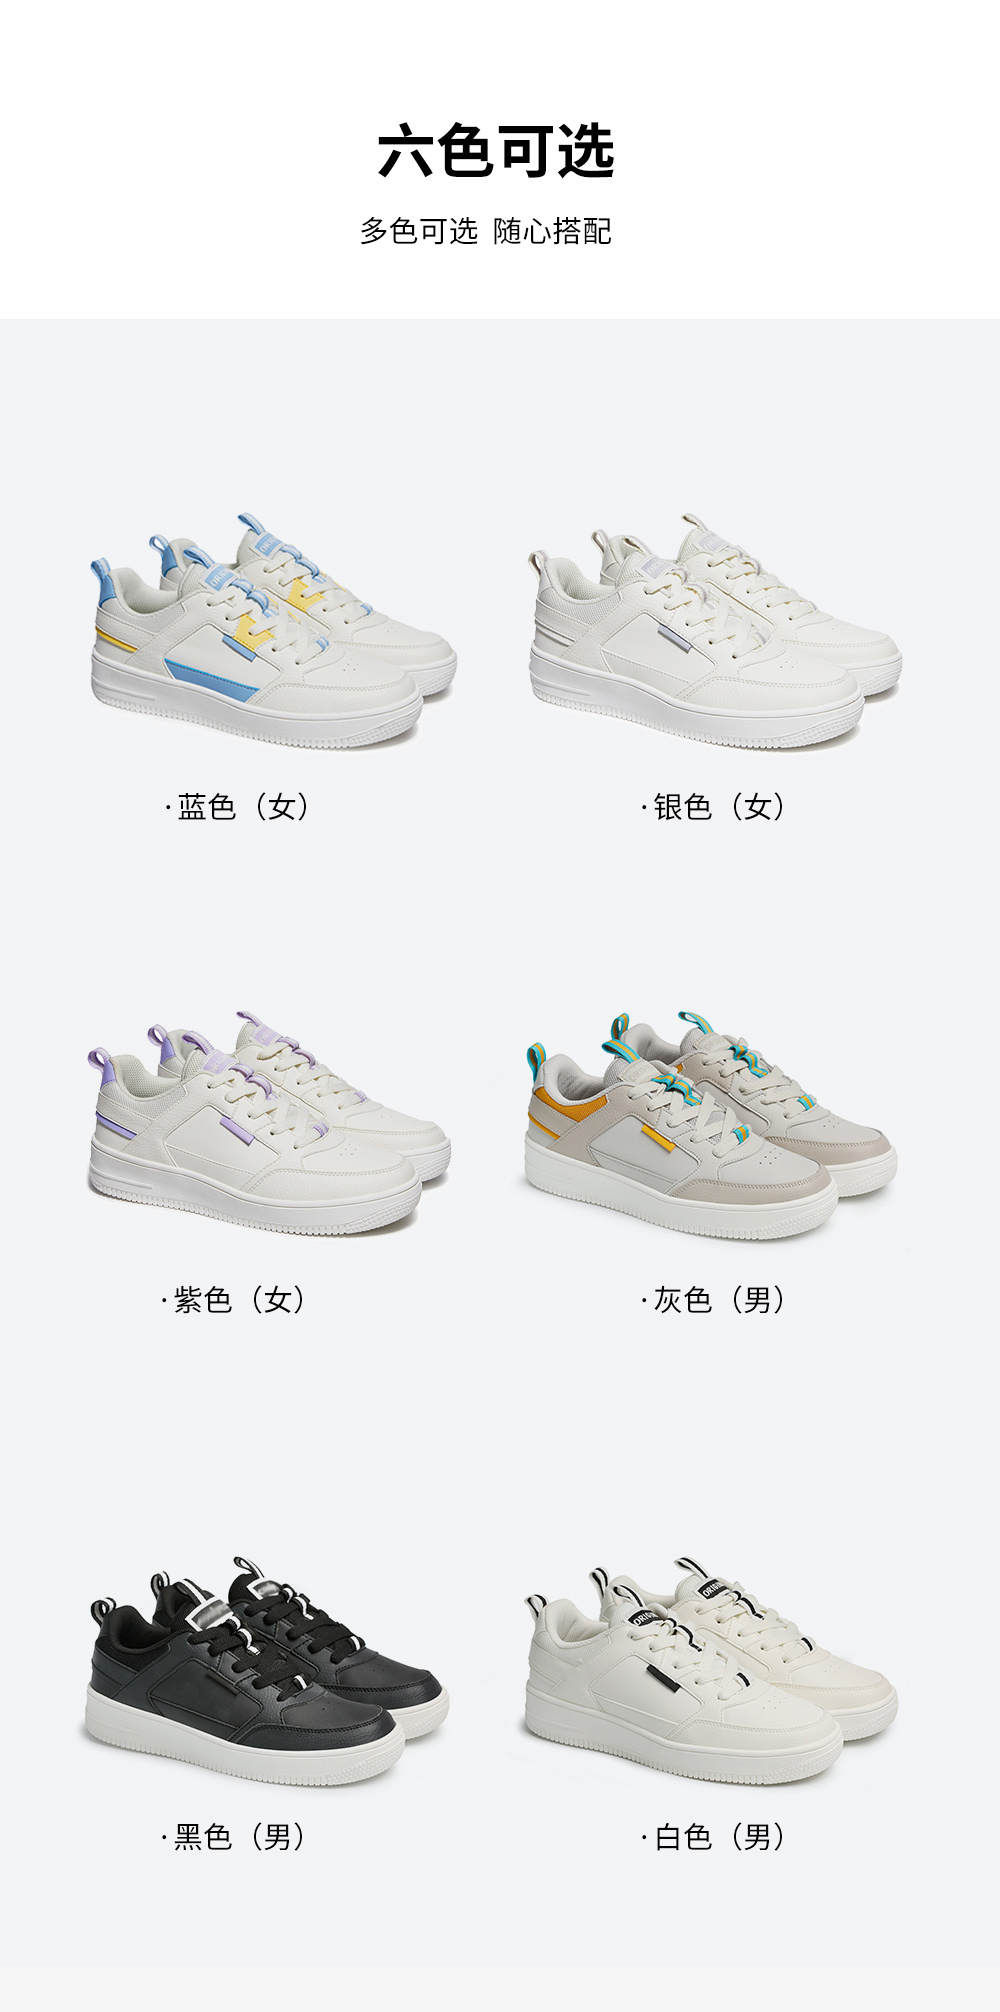 六色可选
多色可选 随心搭配
·蓝色（女）
·银色（女）
·紫色（女）
·灰色（男）
·黑色（男）
·白色（男）